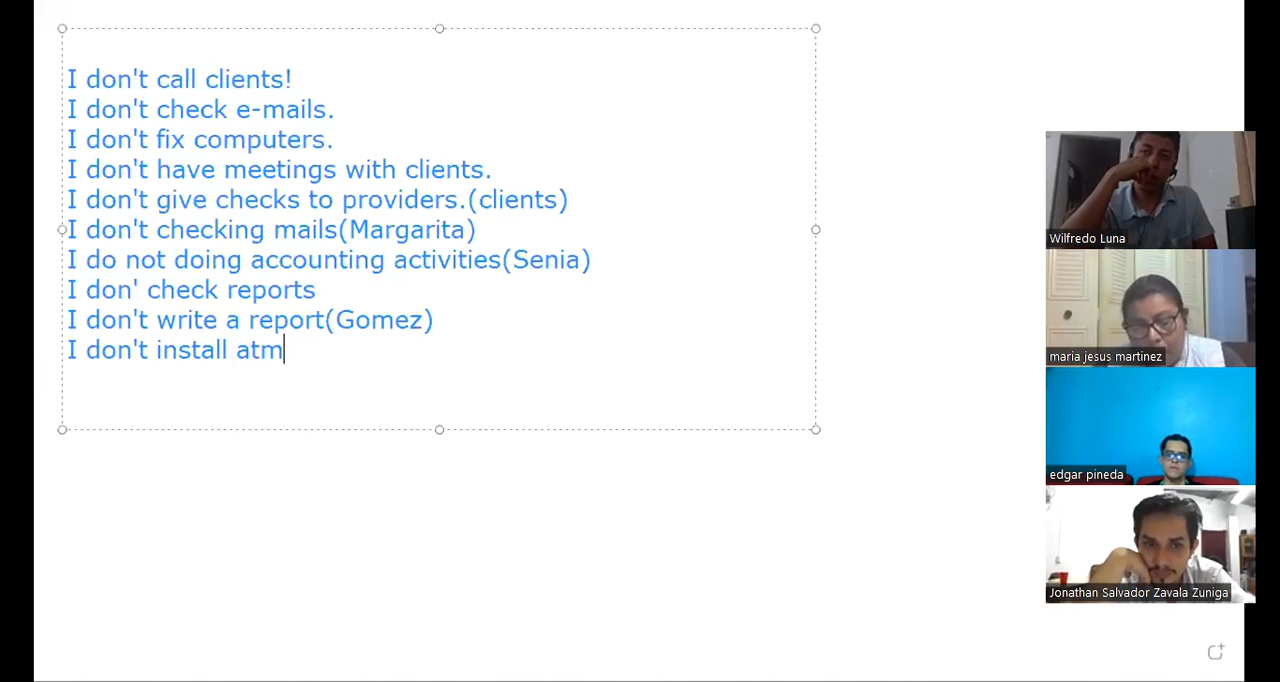 I don't call clients!
I don't check e-mails.
I don't fix computers.
I don't have meetings with clients.
I don't give checks to providers.(clients)
I don't checking mails(Margarita)
I do not doing accounting activities(Senia)
I don' check reports
I don't write a report(Gomez)
I don't install atm
Wilfredo Luna
maria jesus martinez
edgar pineda
Jonathan Salvador Zavala Zuniga